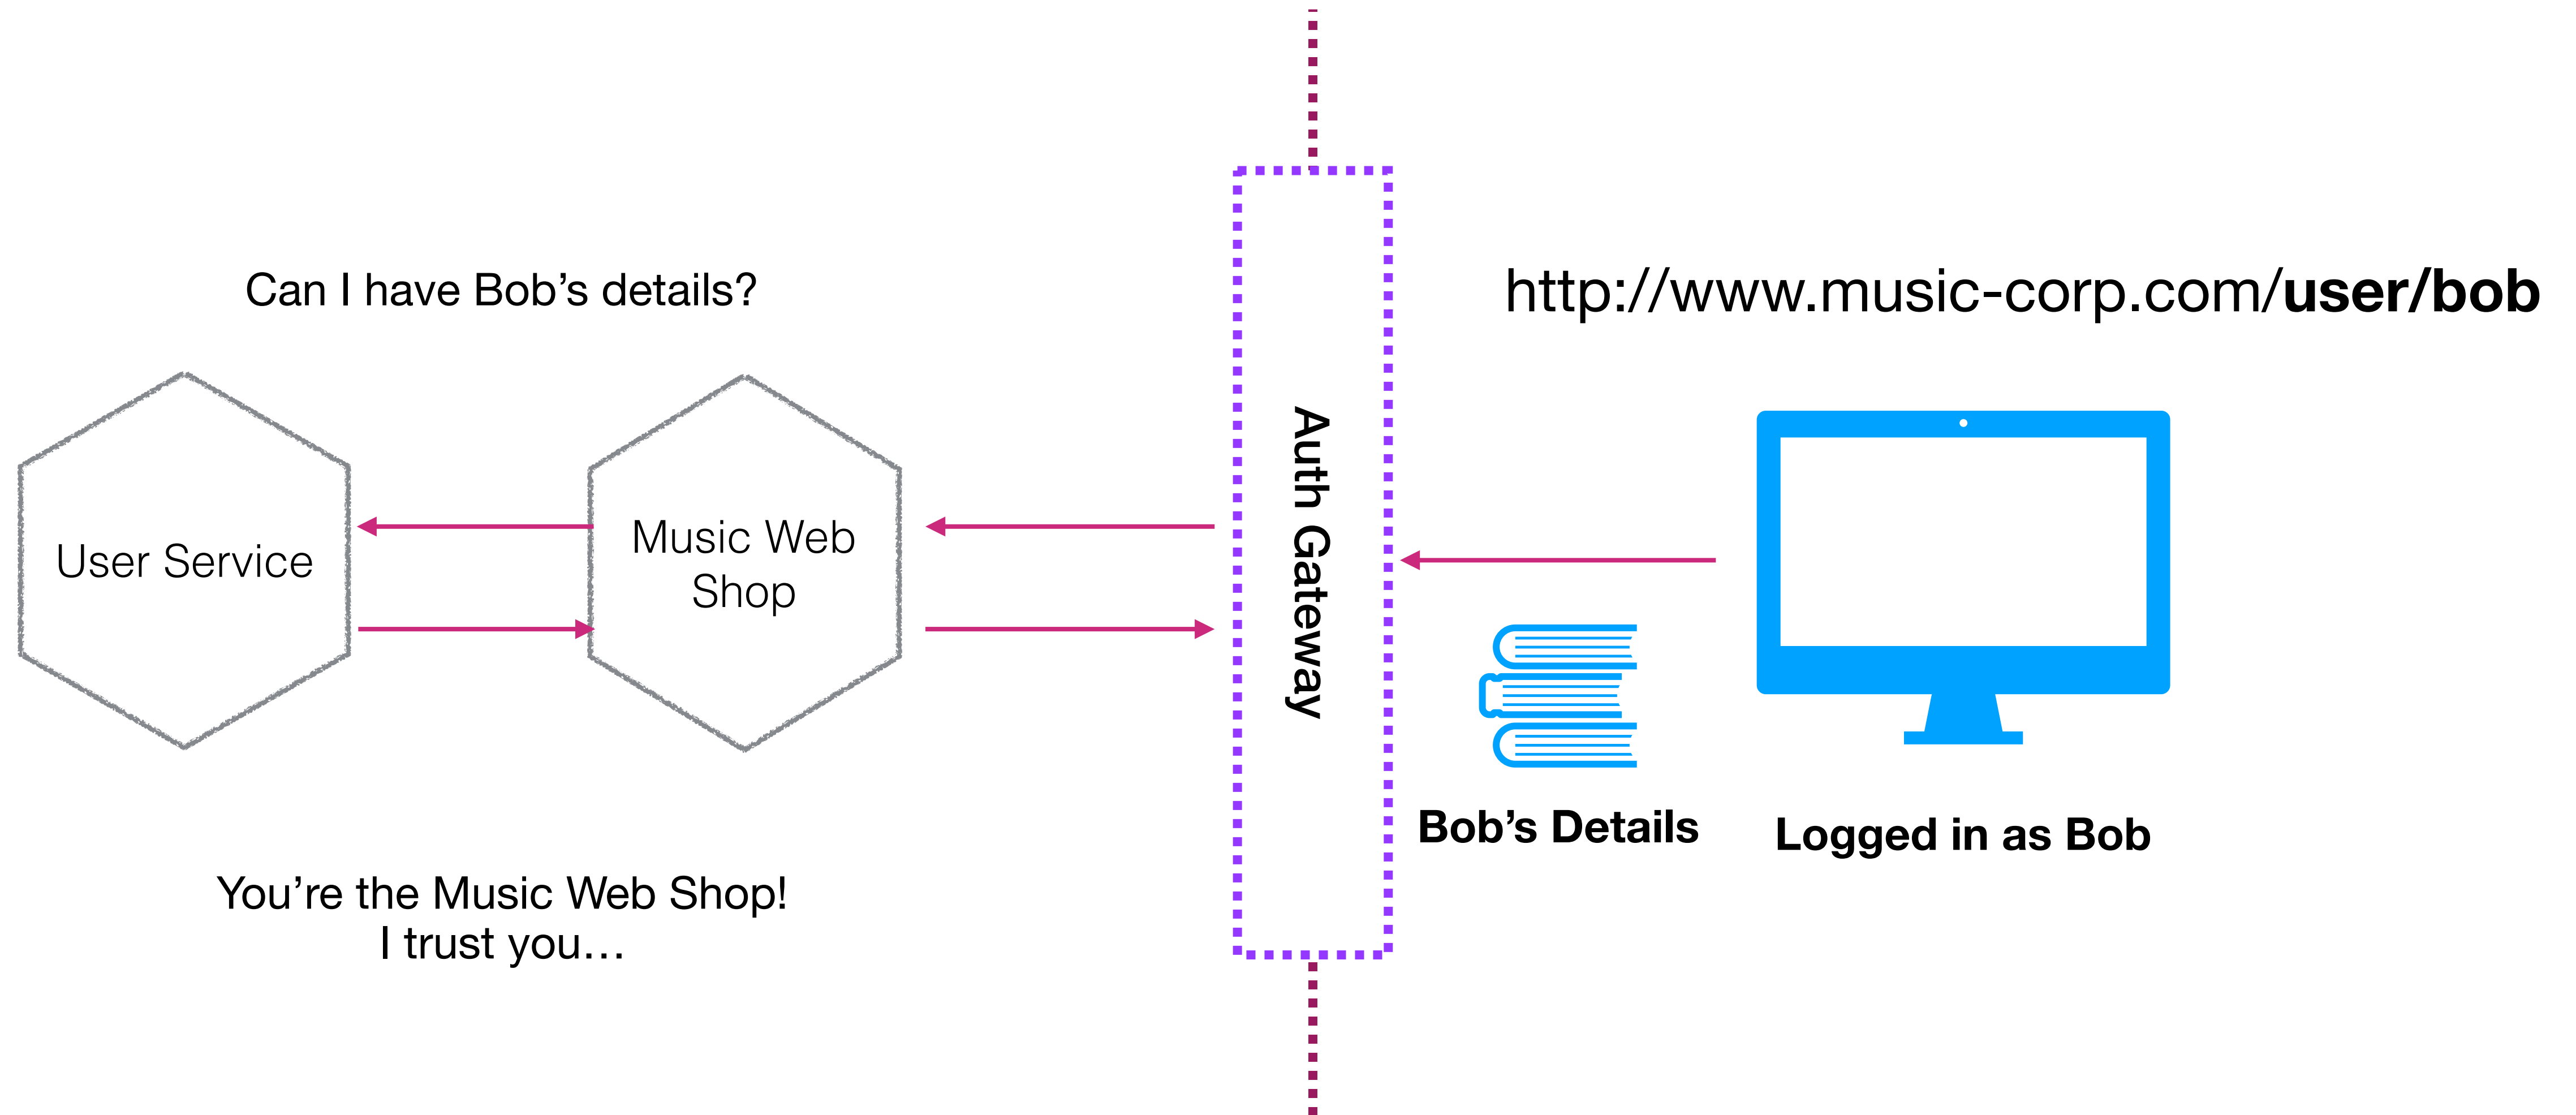 Can I have Bob’s details?
http://www.music-corp.com/user/bob
User Service
Music Web
Shop
Auth Gateway
Bob’s Details
Logged in as Bob
You’re the Music Web Shop!
I trust you…